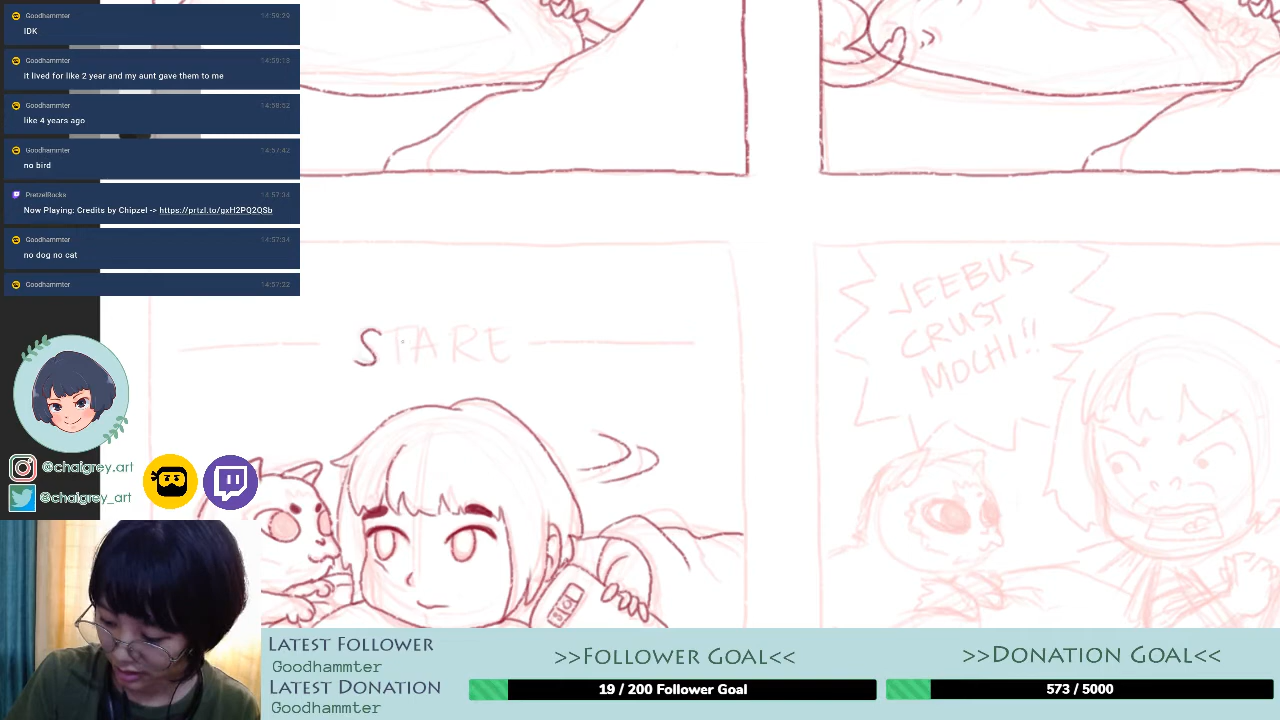 Goodhammter 14:59:29
IDK
Goodhammter 14:59:13
it lived for like 2 year and my aunt gave them to me
Goodhammter 14:58:52
like 4 years ago
Goodhammter 14:57:42
no bird
PretzelRocks 14:57:34
Now Playing: Credits by Chipzel -> https://prtzl.to/gxH2PQ2QSb
Goodhammter 14:57:34
no dog no cat
Goodhammter 14:57:22
STARE
JEEBUS
CRUST
MOCHI!!
@chaigrey.art
@chaigrey_art
LATEST FOLLOWER
Goodhammter
LATEST DONATION
Goodhammter
>>FOLLOWER GOAL<<
19 / 200 Follower Goal
>>DONATION GOAL<<
573 / 5000